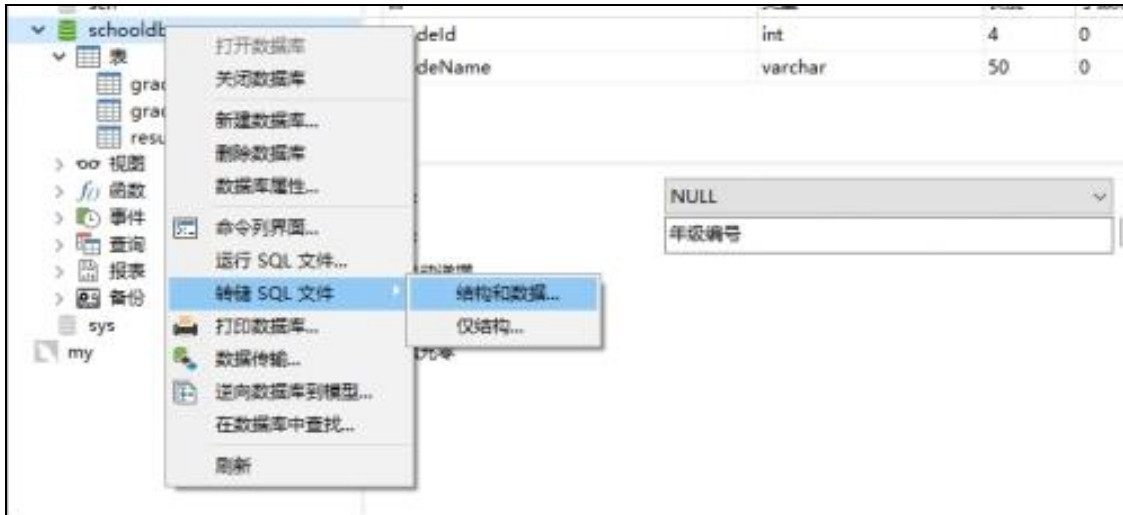 schooldb
表
grad
grad
resu
视图
函数
事件
查询
报表
备份
sys
my
打开数据库
关闭数据库
新建数据库...
删除数据库
数据库属性...
命令列界面...
运行 SQL 文件...
转储 SQL 文件
打印数据库...
数据传输...
逆向数据库到模型...
在数据库中查找...
刷新
结构和数据...
仅结构...
deId int 4 0
deName varchar 50 0
NULL
年级编号